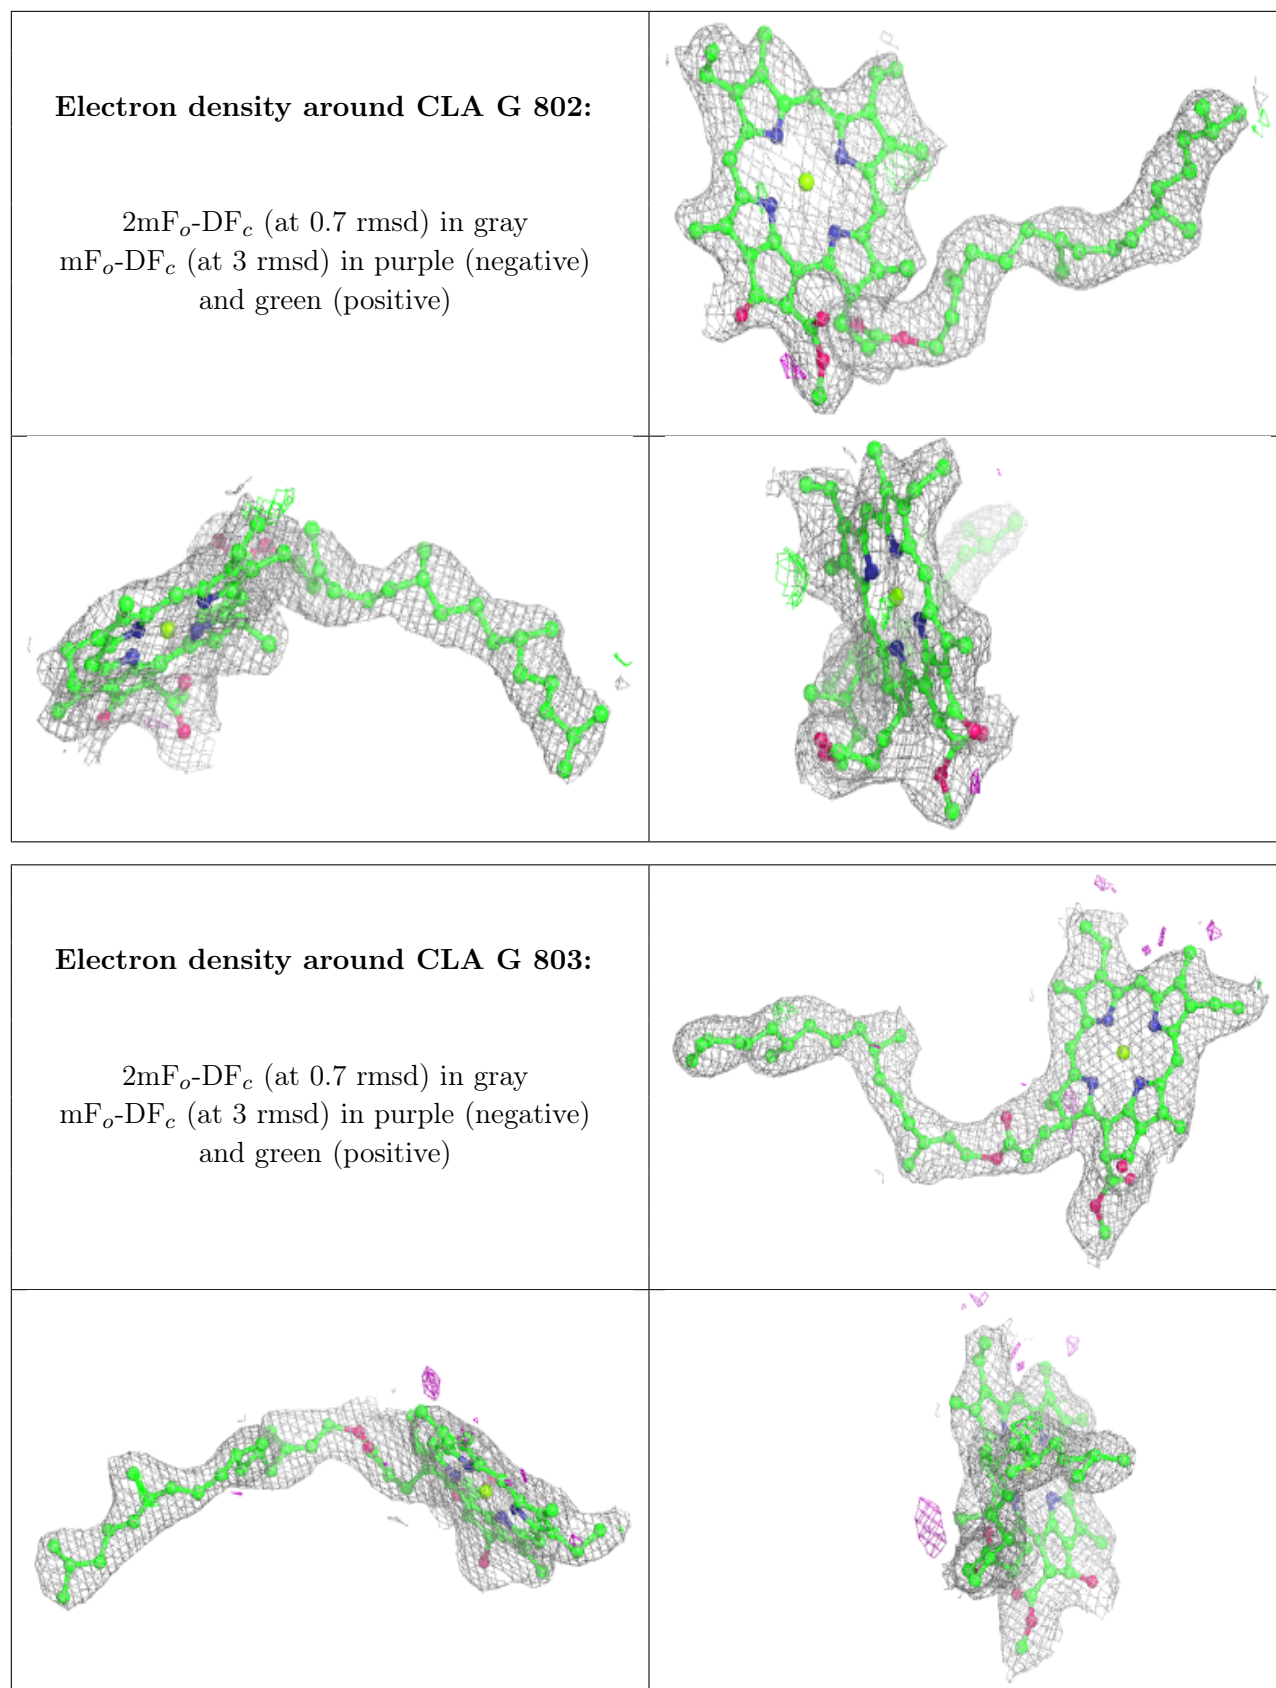 Electron density around CLA G 802:
2mFo-DFc (at 0.7 rmsd) in gray
mFo-DFc (at 3 rmsd) in purple (negative)
and green (positive)
Electron density around CLA G 803:
2mFo-DFc (at 0.7 rmsd) in gray
mFo-DFc (at 3 rmsd) in purple (negative)
and green (positive)